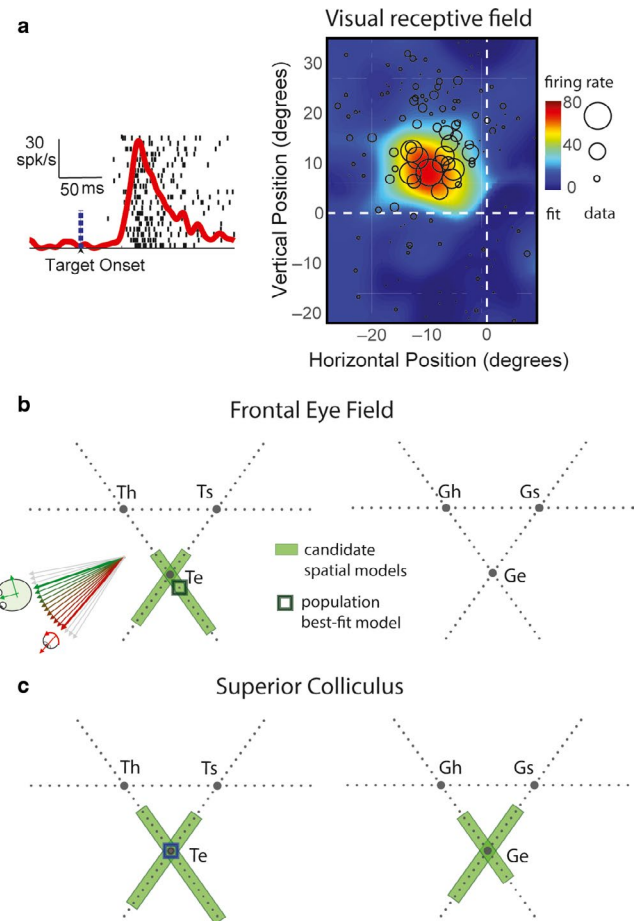 a
Visual receptive field
30
spk/s
50 ms
Target Onset
Vertical Position (degrees)
30
20
10
0
−10
−20
−20
−10
0
Horizontal Position (degrees)
firing rate
80
40
0
fit
data
b
Frontal Eye Field
Th
Ts
Te
candidate
spatial models
population
best-fit model
Gh
Gs
Ge
c
Superior Colliculus
Th
Ts
Te
Gh
Gs
Ge